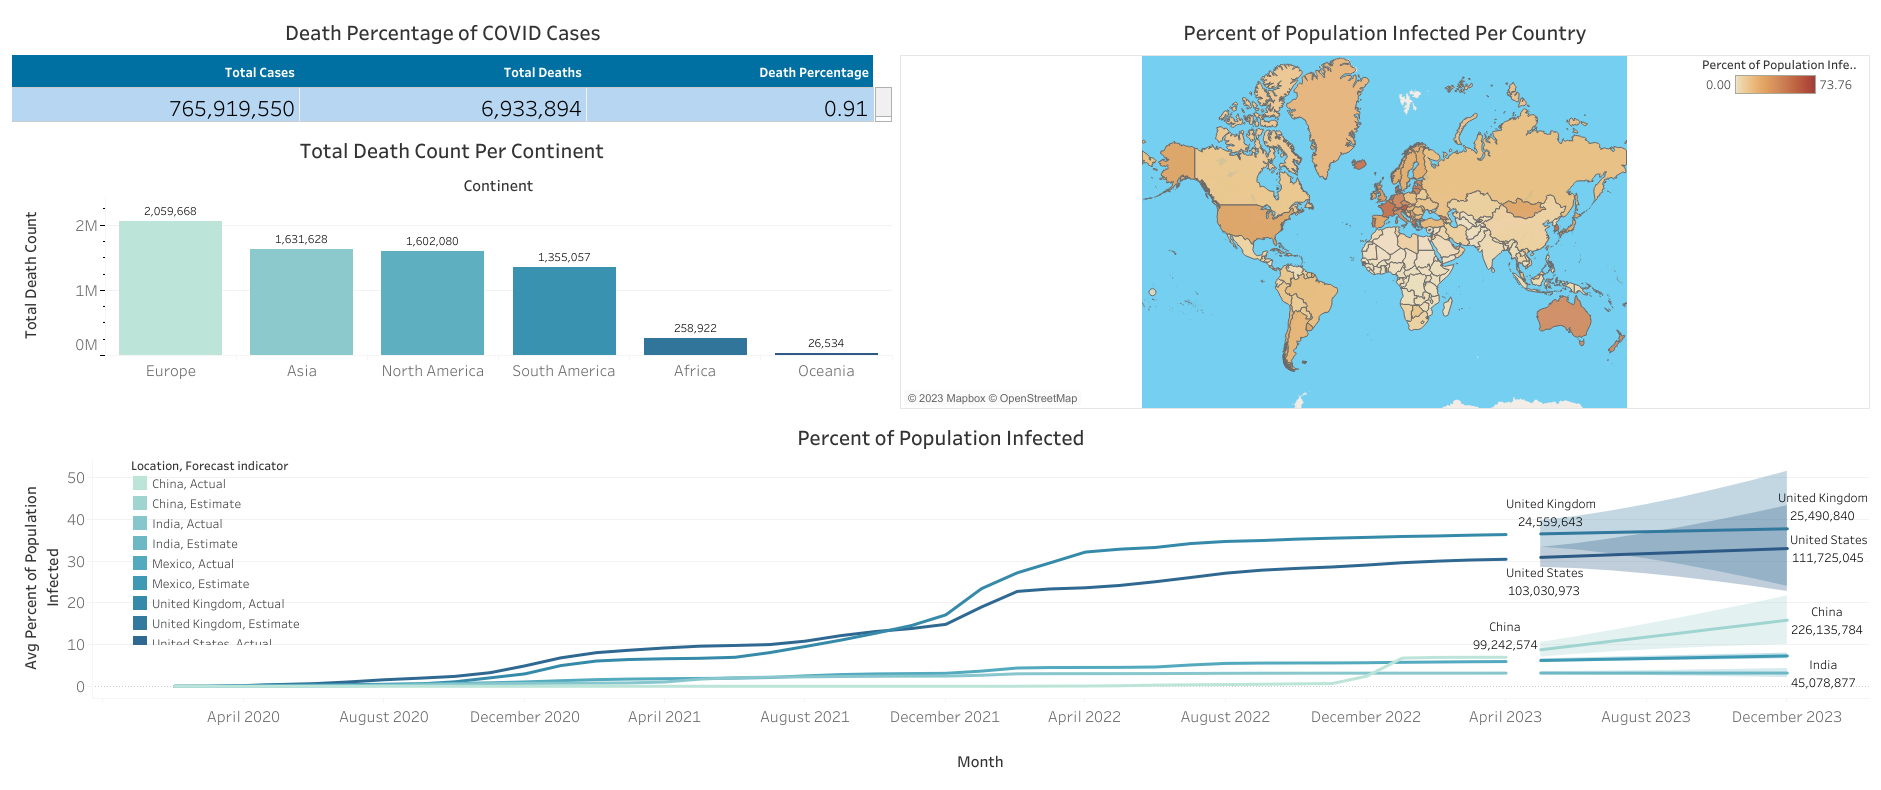 Death Percentage of COVID Cases
Total Cases Total Deaths Death Percentage
765,919,550 6,933,894 0.91
Total Death Count Per Continent
Continent
Total Death Count
2M
1M
0M
2,059,668
1,631,628
1,602,080
1,355,057
258,922
26,534
Europe Asia North America South America Africa Oceania
Percent of Population Infected Per Country
Percent of Population Infe..
0.00 73.76
© 2023 Mapbox © OpenStreetMap
Percent of Population Infected
Avg Percent of Population
Infected
50
40
30
20
10
0
Location, Forecast indicator
China, Actual
China, Estimate
India, Actual
India, Estimate
Mexico, Actual
Mexico, Estimate
United Kingdom, Actual
United Kingdom, Estimate
United States, Actual
United Kingdom
24,559,643
United States
103,030,973
China
99,242,574
United Kingdom
25,490,840
United States
111,725,045
China
226,135,784
India
45,078,877
April 2020 August 2020 December 2020 April 2021 August 2021 December 2021 April 2022 August 2022 December 2022 April 2023 August 2023 December 2023
Month